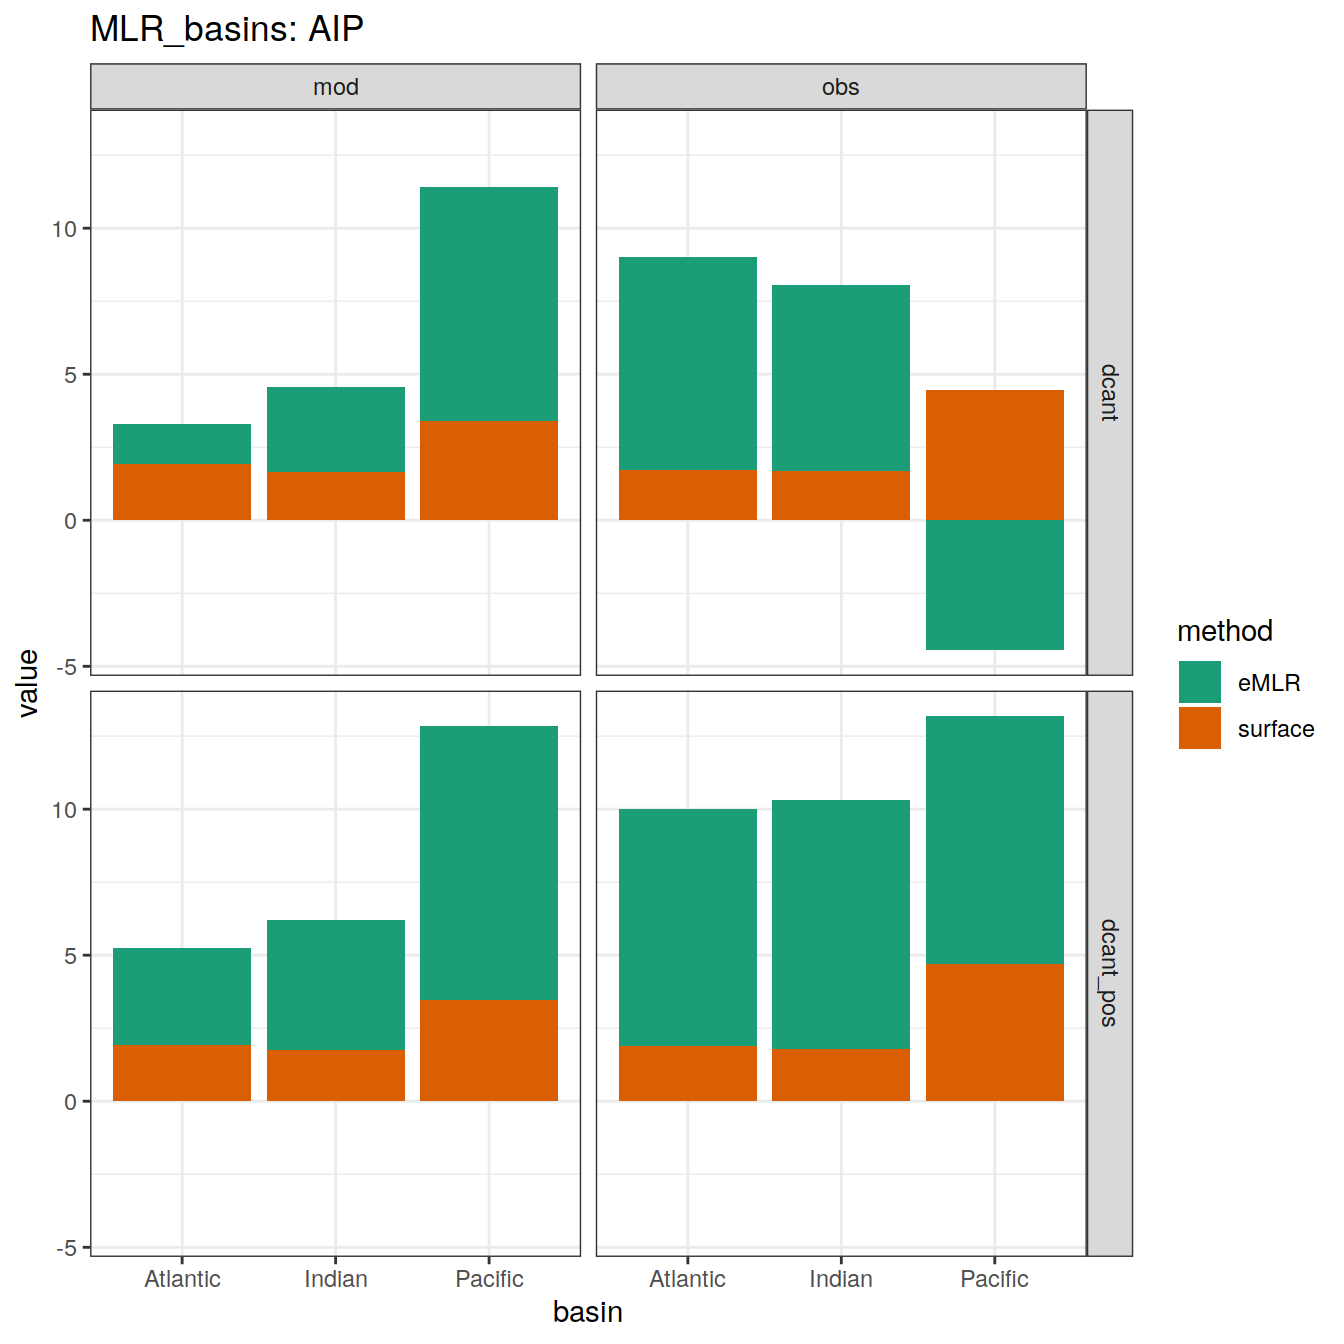 MLR_basins: AIP
mod
obs
10
5
0
-5
dcant
10
5
0
-5
dcant_pos
value
Atlantic
Indian
Pacific
Atlantic
Indian
Pacific
basin
method
eMLR
surface